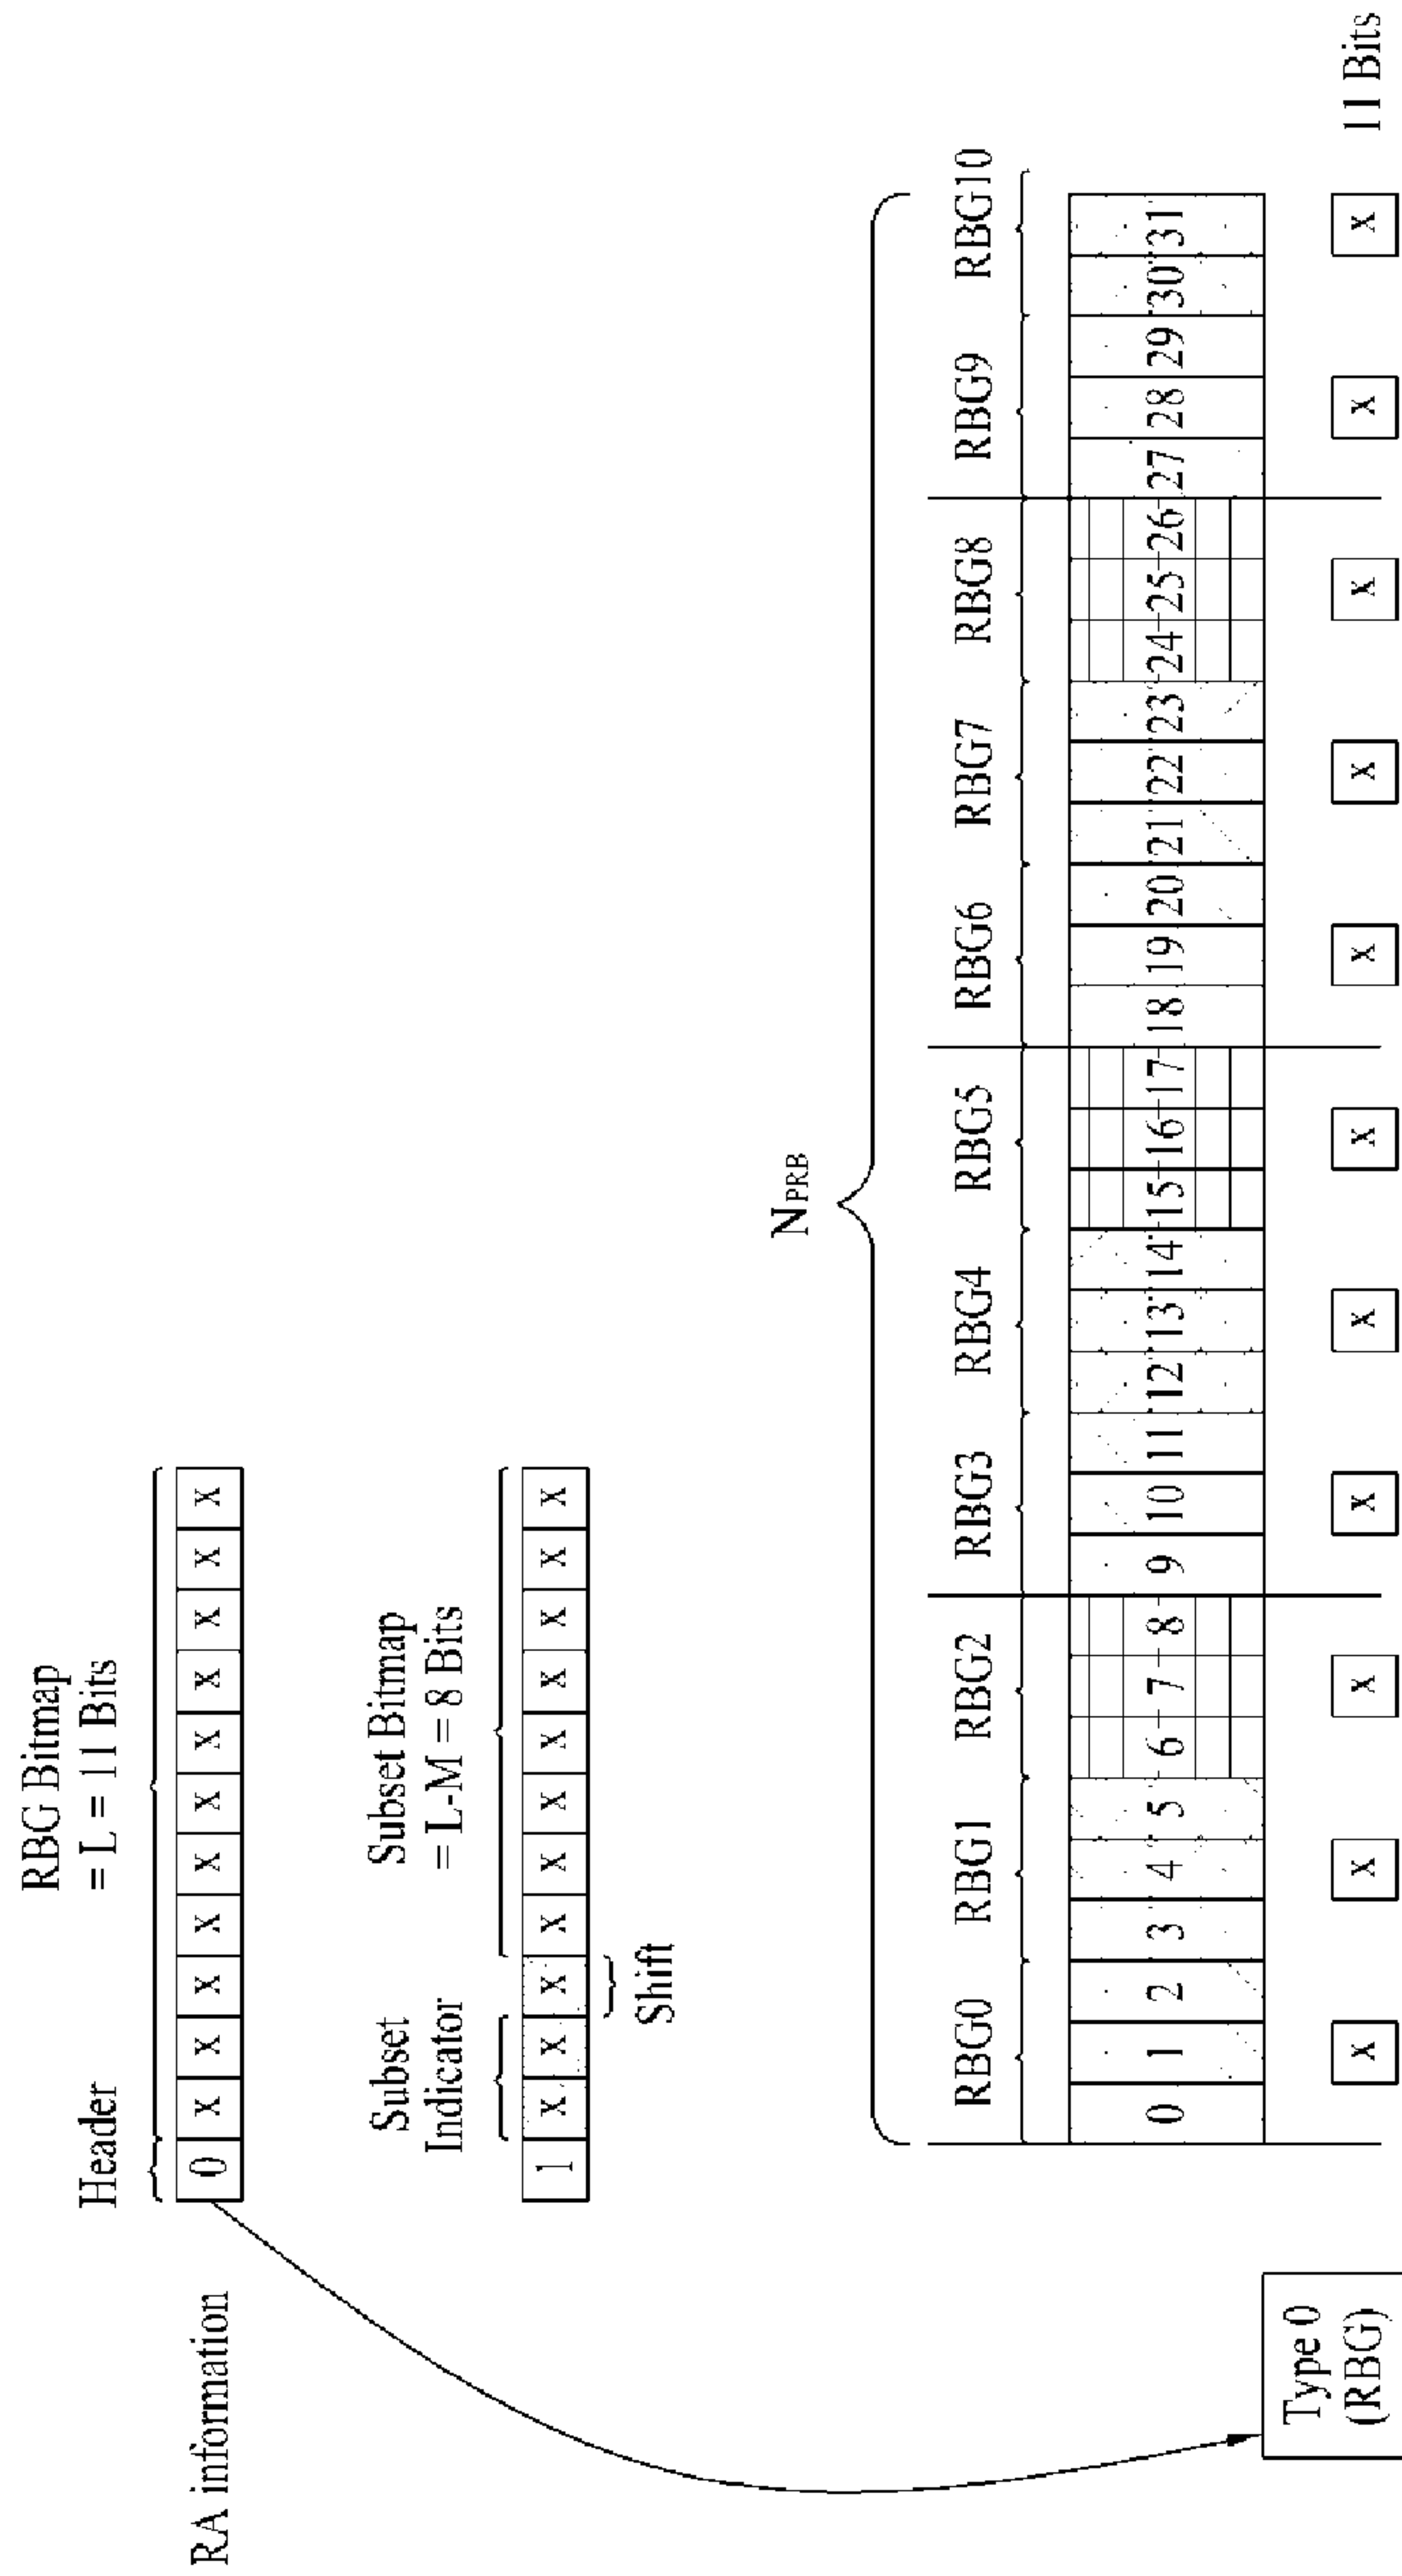 RBG Bitmap
= L = 11 Bits
Header
RA information
0 X X X X X X X X X X X
Subset Bitmap
= L-M = 8 Bits
Subset
Indicator
1 X X X X X X X X X X X
Shift
NPRB
RBG0 RBG1 RBG2 RBG3 RBG4 RBG5 RBG6 RBG7 RBG8 RBG9 RBG10
0 1 2 3 4 5 6 7 8 9 10 11 12 13 14 15 16 17 18 19 20 21 22 23 24 25 26 27 28 29 30 31
Type 0
(RBG)
X X X X X X X X X X X 11 Bits